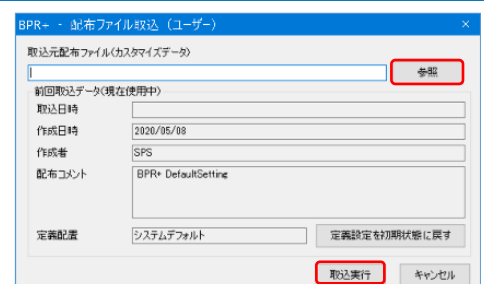 BPR+ - 配布ファイル取込（ユーザー） ×
取込元配布ファイル(カスタマイズデータ)
参照
前回取込データ(現在使用中)
取込日時
作成日時 2020/05/08
作成者 SPS
配布コメント BPR+ DefaultSetting
定義配置 システムデフォルト 定義設定を初期状態に戻す
取込実行 キャンセル